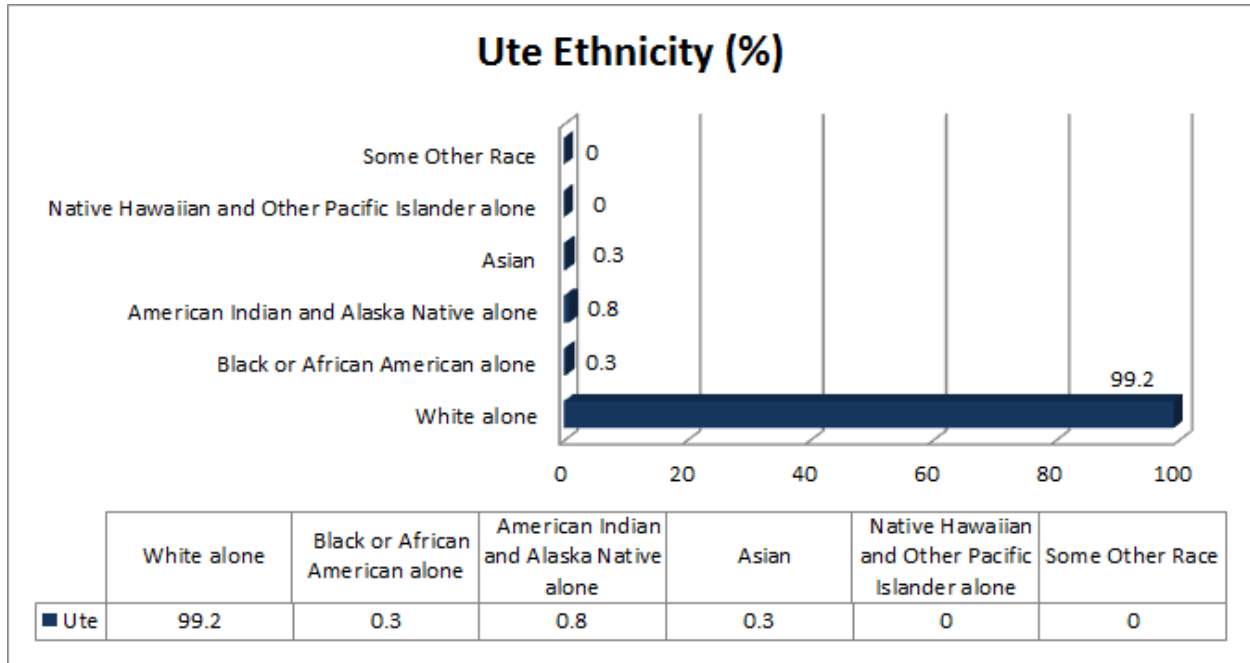 Ute Ethnicity (%)
Some Other Race
0
Native Hawaiian and Other Pacific Islander alone
0
Asian
0.3
American Indian and Alaska Native alone
0.8
Black or African American alone
0.3
White alone
99.2
0 20 40 60 80 100
White alone
Black or African
American alone
American Indian
and Alaska Native
alone
Asian
Native Hawaiian
and Other Pacific
Islander alone
Some Other Race
Ute 99.2 0.3 0.8 0.3 0 0